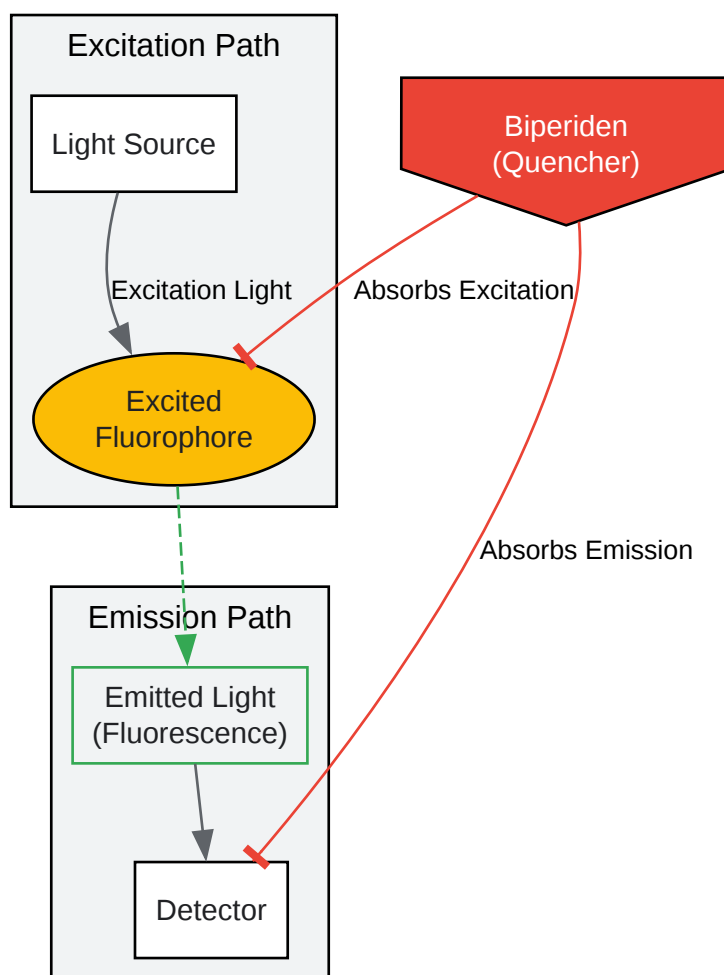 Excitation Path
Light Source
Biperiden
(Quencher)
Excitation Light
Absorbs Excitation
Excited
Fluorophore
Absorbs Emission
Emission Path
Emitted Light
(Fluorescence)
Detector